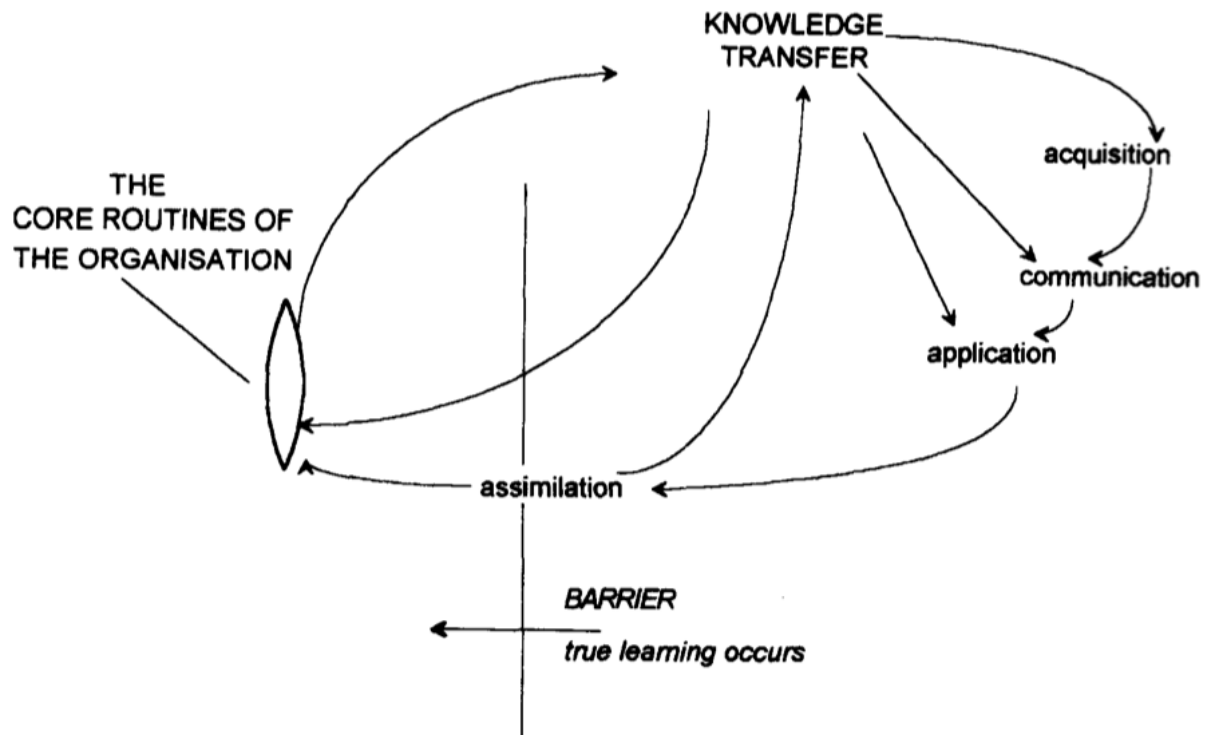 KNOWLEDGE
TRANSFER
acquisition
THE
CORE ROUTINES OF
THE ORGANISATION
communication
application
assimilation
BARRIER
true learning occurs